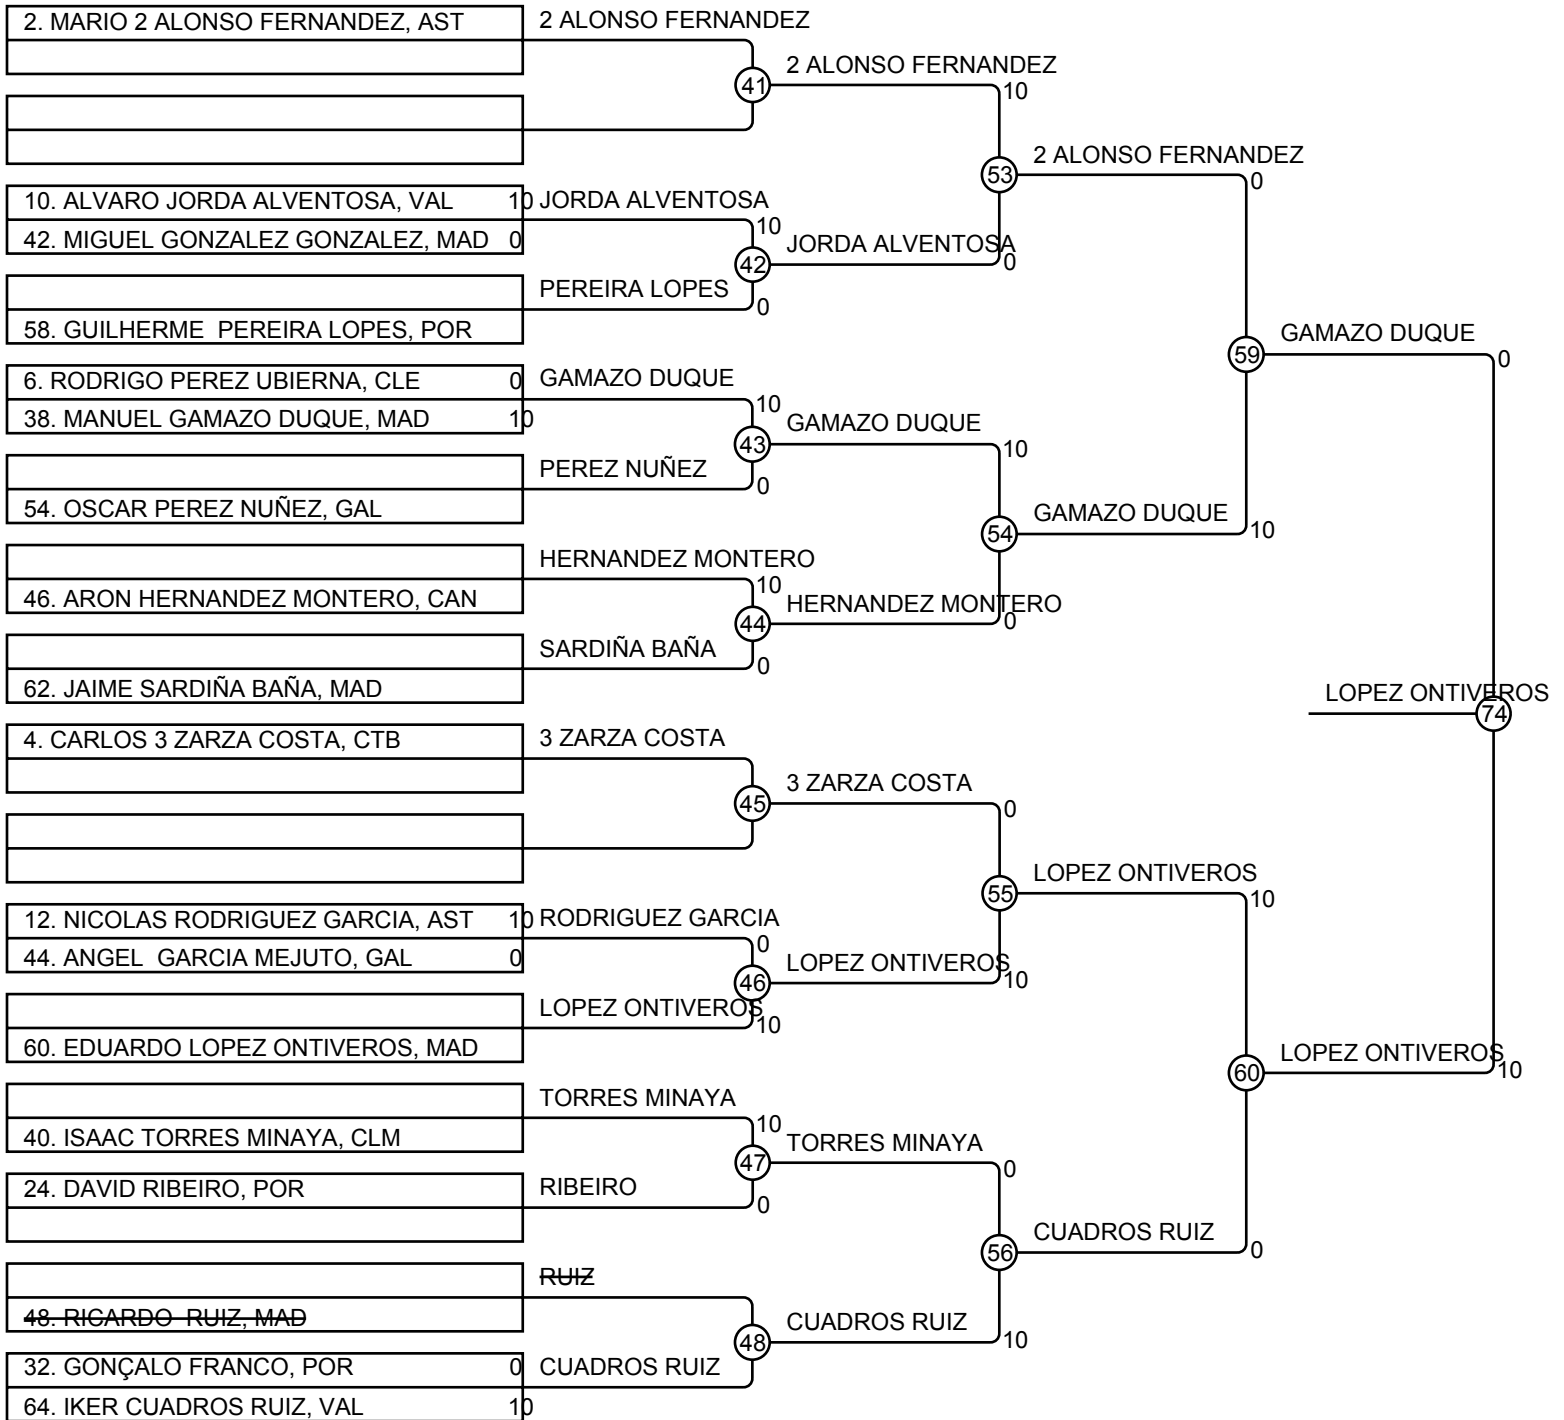 2. MARIO 2 ALONSO FERNANDEZ, AST
2 ALONSO FERNANDEZ
41
2 ALONSO FERNANDEZ
10
53
2 ALONSO FERNANDEZ
0
10. ALVARO JORDA ALVENTOSA, VAL 10
JORDA ALVENTOSA
10
42. MIGUEL GONZALEZ GONZALEZ, MAD 0
42
JORDA ALVENTOSA
0
PEREIRA LOPES
0
58. GUILHERME PEREIRA LOPES, POR
59
GAMAZO DUQUE
0
6. RODRIGO PEREZ UBIERNA, CLE 0
GAMAZO DUQUE
10
38. MANUEL GAMAZO DUQUE, MAD 10
43
GAMAZO DUQUE
10
PEREZ NUÑEZ
0
54. OSCAR PEREZ NUÑEZ, GAL
54
GAMAZO DUQUE
10
HERNANDEZ MONTERO
10
46. ARON HERNANDEZ MONTERO, CAN
44
HERNANDEZ MONTERO
0
SARDIÑA BAÑA
0
62. JAIME SARDIÑA BAÑA, MAD
LOPEZ ONTIVEROS
74
4. CARLOS 3 ZARZA COSTA, CTB
3 ZARZA COSTA
45
3 ZARZA COSTA
0
55
LOPEZ ONTIVEROS
10
12. NICOLAS RODRIGUEZ GARCIA, AST 10
RODRIGUEZ GARCIA
0
44. ANGEL GARCIA MEJUTO, GAL 0
46
LOPEZ ONTIVEROS
10
LOPEZ ONTIVEROS
10
60. EDUARDO LOPEZ ONTIVEROS, MAD
60
LOPEZ ONTIVEROS
10
TORRES MINAYA
10
40. ISAAC TORRES MINAYA, CLM
47
TORRES MINAYA
0
24. DAVID RIBEIRO, POR
RIBEIRO
0
56
CUADROS RUIZ
0
RUIZ
48. RICARDO RUIZ, MAD
48
CUADROS RUIZ
10
32. GONÇALO FRANCO, POR 0
CUADROS RUIZ
64. IKER CUADROS RUIZ, VAL 10